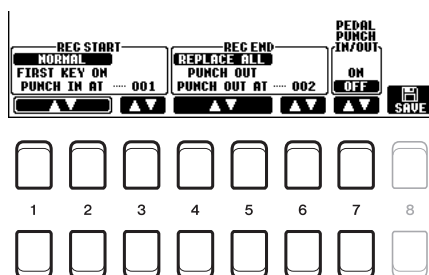 PEDAL
PUNCH
IN/OUT
REC START
REC END
NORMAL
REPLACE ALL
FIRST KEY ON
PUNCH OUT
ON
PUNCH IN AT ····· 001
PUNCH OUT AT ····· 002
OFF
SAVE
1 2 3 4 5 6 7 8